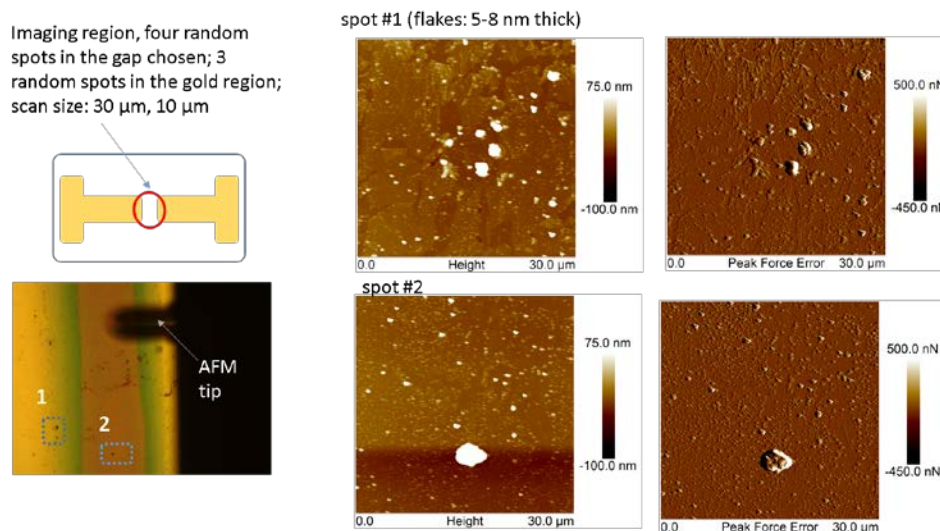 Imaging region, four random
spots in the gap chosen; 3
random spots in the gold region;
scan size: 30 µm, 10 µm
AFM
tip
1
2
spot #1 (flakes: 5-8 nm thick)
75.0 nm
-100.0 nm
0.0 Height 30.0 µm
500.0 nN
-450.0 nN
0.0 Peak Force Error 30.0 µm
spot #2
75.0 nm
-100.0 nm
0.0 Height 30.0 µm
500.0 nN
-450.0 nN
0.0 Peak Force Error 30.0 µm